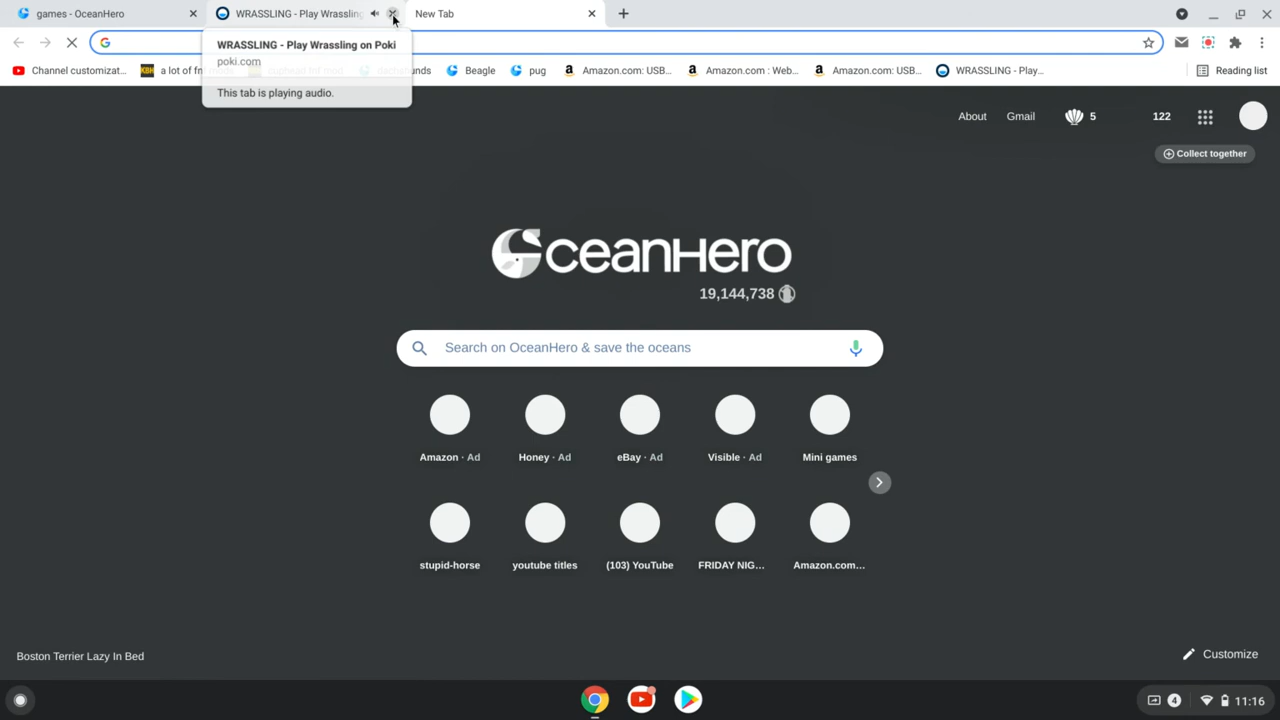 games - OceanHero
WRASSLING - Play Wrassling
New Tab
WRASSLING - Play Wrassling on Poki
poki.com
This tab is playing audio.
Channel customizat...
KBH a lot of fn
Beagle
pug
Amazon.com: USB...
Amazon.com : Web...
Amazon.com: USB...
WRASSLING - Play...
Reading list
About
Gmail
5
122
Collect together
OceanHero
19,144,738
Search on OceanHero & save the oceans
Amazon · Ad
Honey · Ad
eBay · Ad
Visible · Ad
Mini games
stupid-horse
youtube titles
(103) YouTube
FRIDAY NIG...
Amazon.com...
Boston Terrier Lazy In Bed
Customize
4
11:16